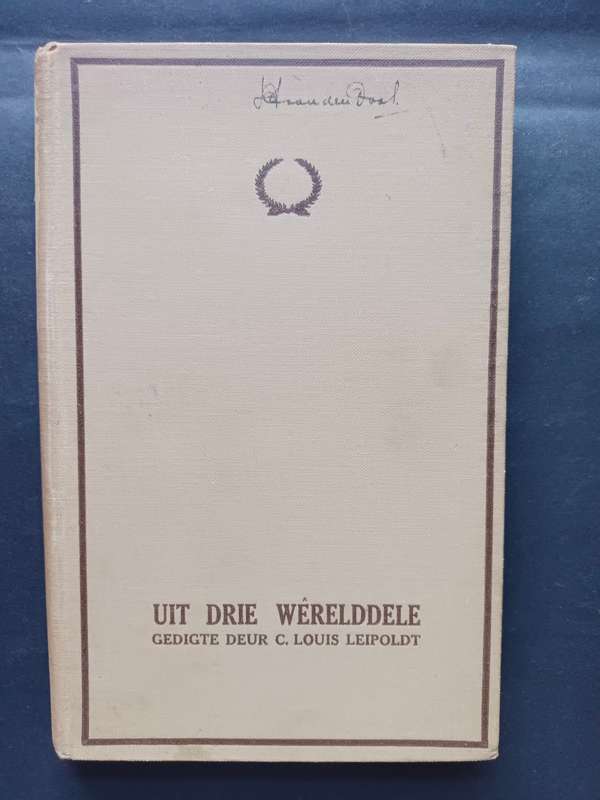 UIT DRIE WÊRELDDELE
GEDIGTE DEUR C. LOUIS LEIPOLDT